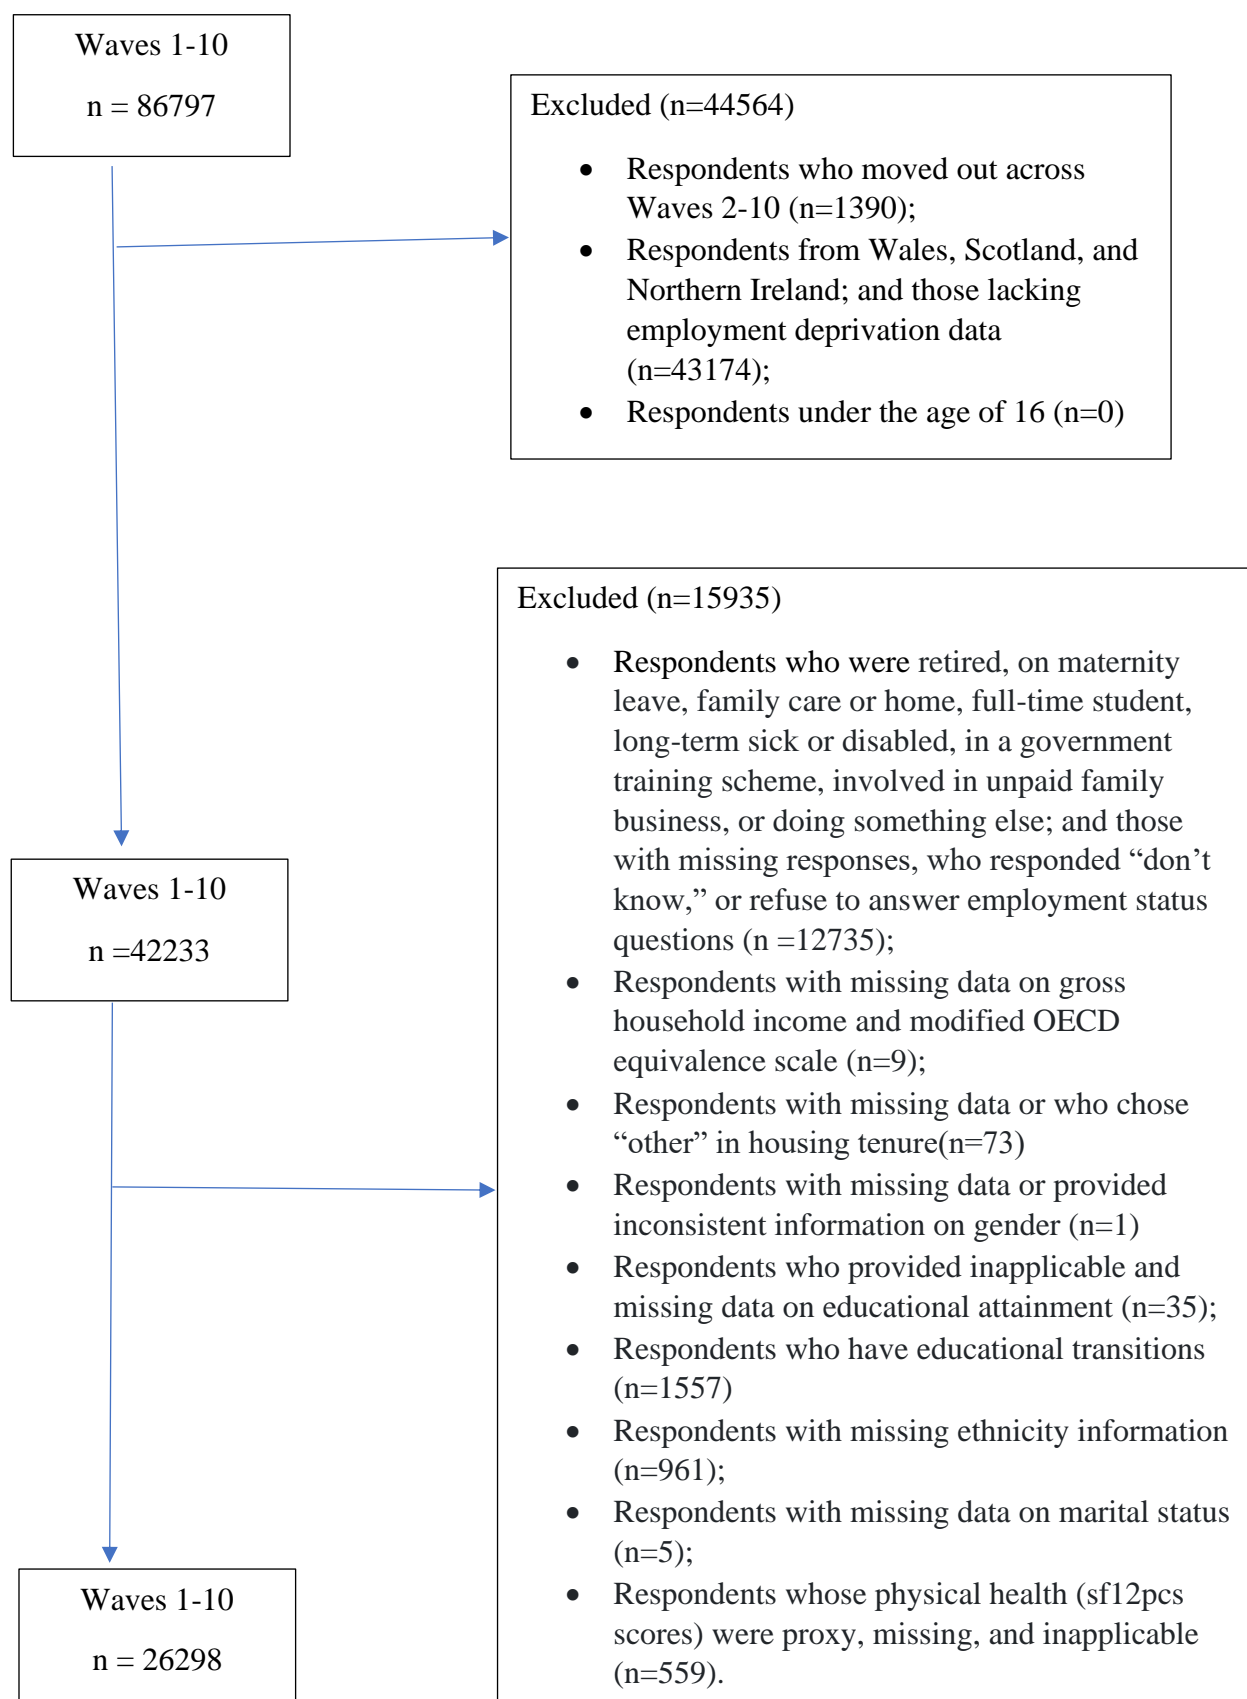 Waves 1-10
n = 86797
Excluded (n=44564)
• Respondents who moved out across
Waves 2-10 (n=1390);
• Respondents from Wales, Scotland, and
Northern Ireland; and those lacking
employment deprivation data
(n=43174);
• Respondents under the age of 16 (n=0)
Waves 1-10
n =42233
Excluded (n=15935)
• Respondents who were retired, on maternity
leave, family care or home, full-time student,
long-term sick or disabled, in a government
training scheme, involved in unpaid family
business, or doing something else; and those
with missing responses, who responded “don’t
know,” or refuse to answer employment status
questions (n =12735);
• Respondents with missing data on gross
household income and modified OECD
equivalence scale (n=9);
• Respondents with missing data or who chose
“other” in housing tenure(n=73)
• Respondents with missing data or provided
inconsistent information on gender (n=1)
• Respondents who provided inapplicable and
missing data on educational attainment (n=35);
• Respondents who have educational transitions
(n=1557)
• Respondents with missing ethnicity information
(n=961);
• Respondents with missing data on marital status
(n=5);
• Respondents whose physical health (sf12pcs
scores) were proxy, missing, and inapplicable
(n=559).
Waves 1-10
n = 26298